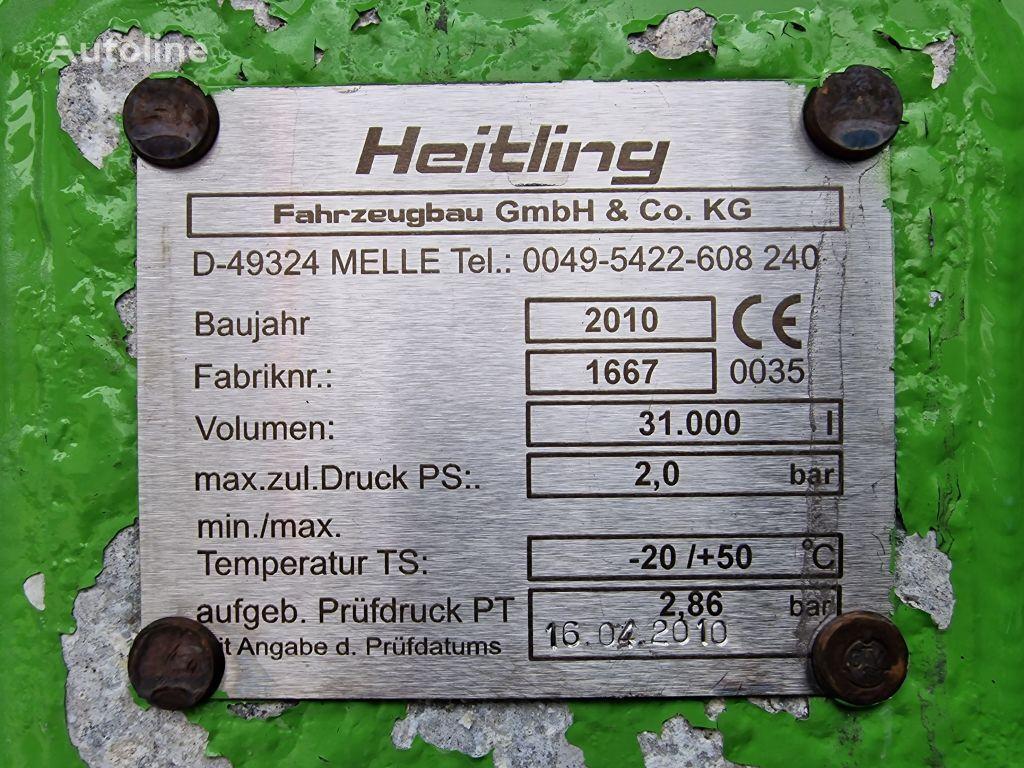 Autoline
Heitling
Fahrzeugbau GmbH & Co. KG
D-49324 MELLE Tel.: 0049-5422-608 240
Baujahr 2010 CE
Fabriknr.: 1667 0035
Volumen: 31.000 l
max.zul.Druck PS:. 2,0 bar
min./max.
Temperatur TS: -20 /+50 °C
aufgeb. Prüfdruck PT 2,86 bar
Angabe d. Prüfdatums 16.04.2010